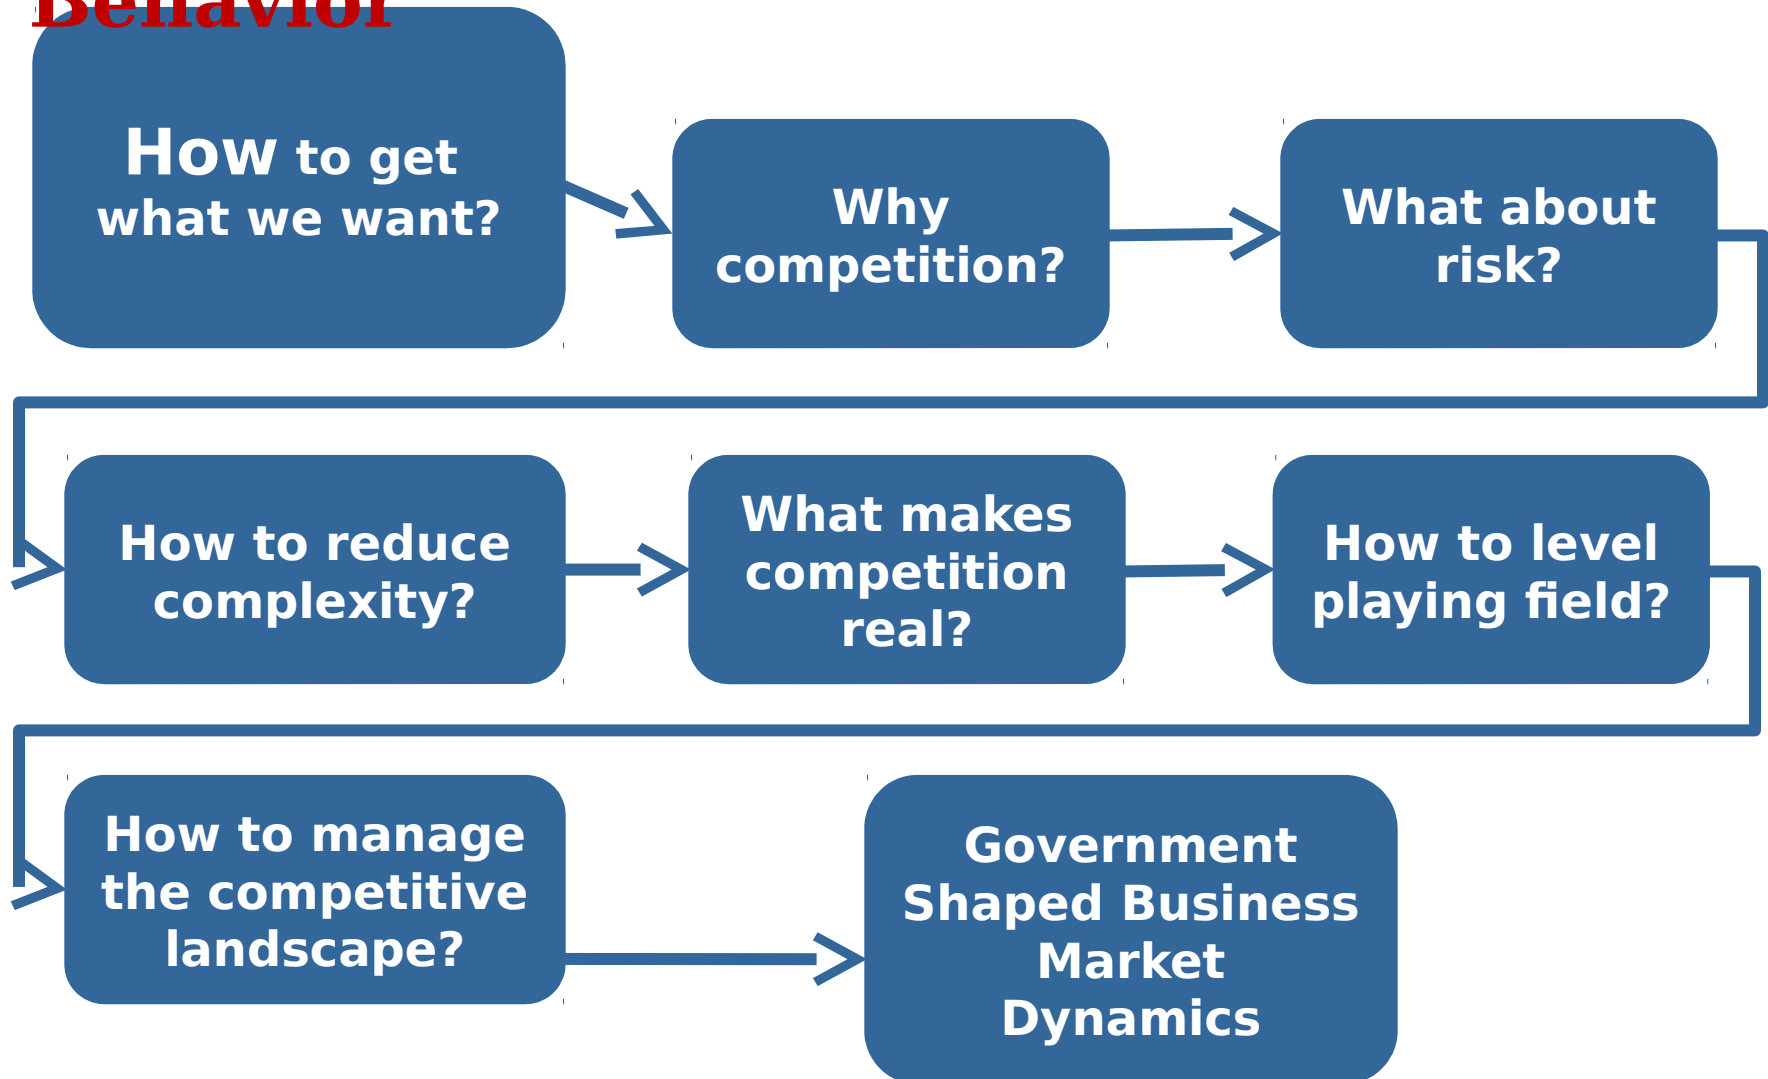 Behavior
How to get
what we want?
Why
competition?
What about
risk?
How to reduce
complexity?
What makes
competition
real?
How to level
playing field?
How to manage
the competitive
landscape?
Government
Shaped Business
Market
Dynamics